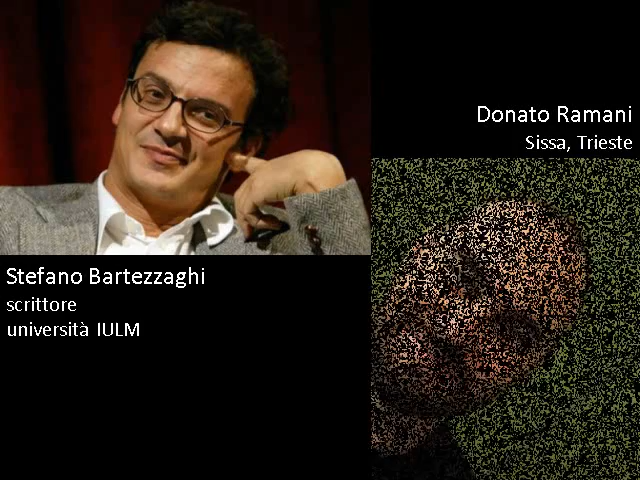 Donato Ramani
Sissa, Trieste
Stefano Bartezzaghi
scrittore
università IULM